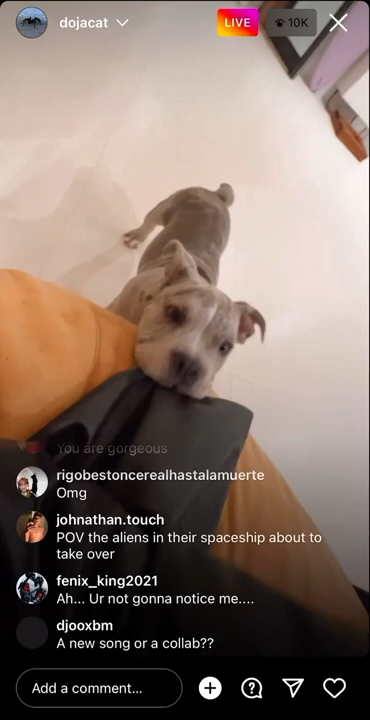 dojacat
LIVE
10K
You are gorgeous
rigobestoncerealhastalamuerte
Omg
johnathan.touch
POV the aliens in their spaceship about to
take over
fenix_king2021
Ah... Ur not gonna notice me....
djooxbm
A new song or a collab??
Add a comment...